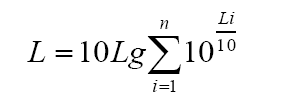 L = 10Lg∑_{i=1}^{n} 10^{Li/10}